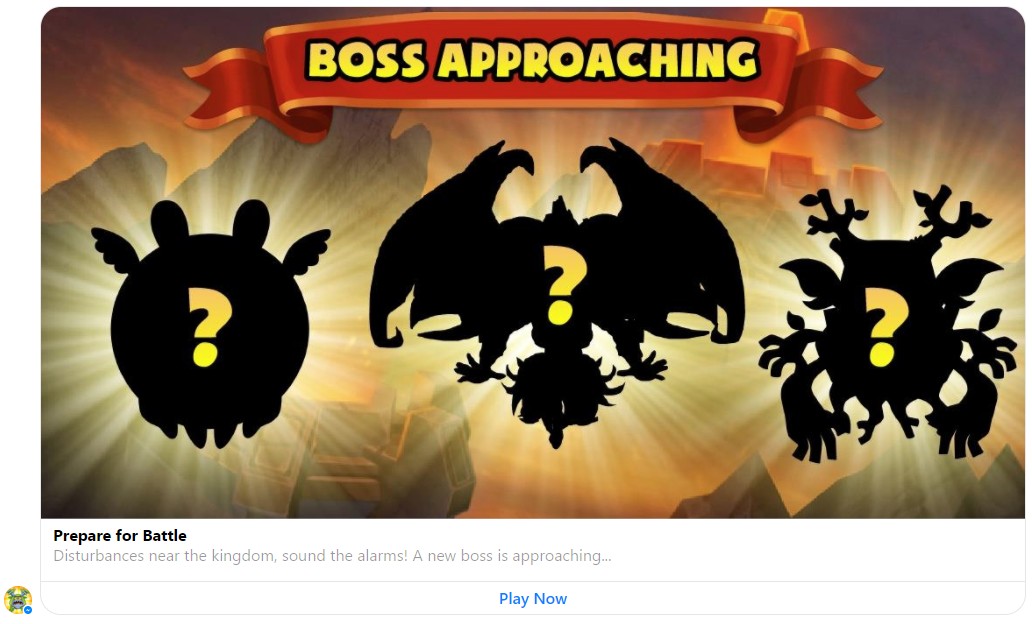 BOSS APPROACHING
? ? ?
Prepare for Battle
Disturbances near the kingdom, sound the alarms! A new boss is approaching...
Play Now